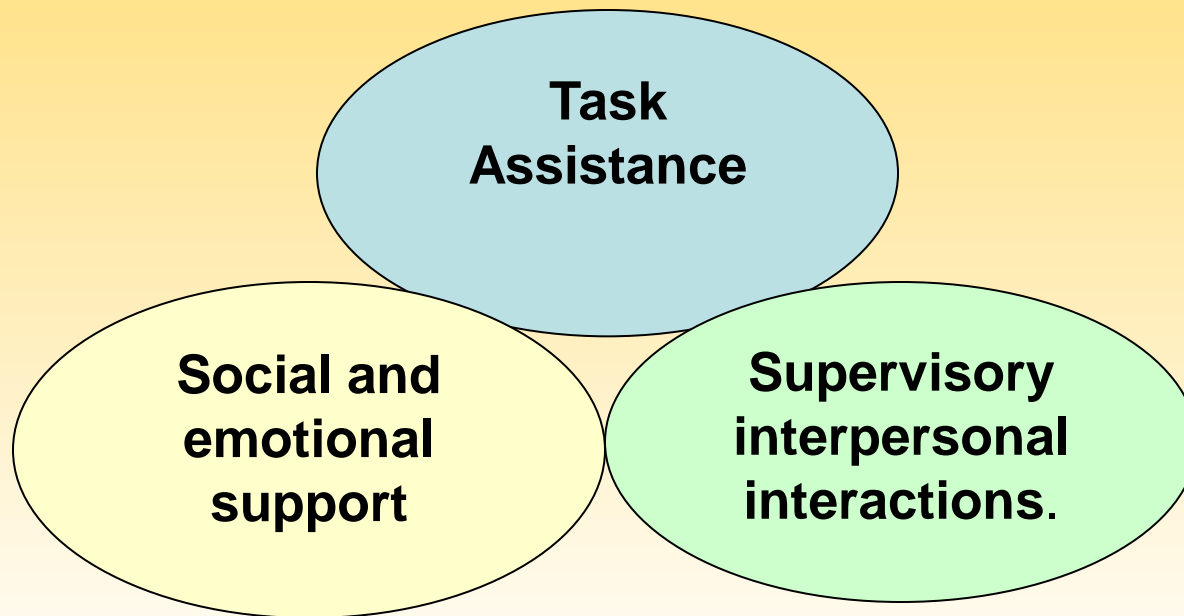 Task
Assistance
Social and
emotional
support
Supervisory
interpersonal
interactions.